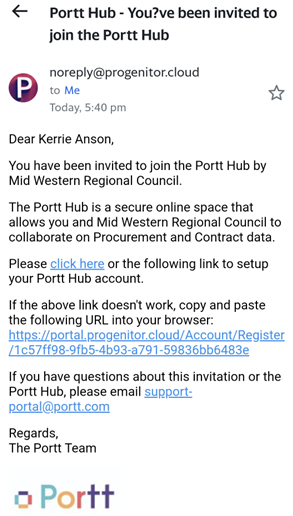 Portt Hub - You?ve been invited to
join the Portt Hub
P
noreply@progenitor.cloud
to Me
Today, 5:40 pm
Dear Kerrie Anson,
You have been invited to join the Portt Hub by
Mid Western Regional Council.
The Portt Hub is a secure online space that
allows you and Mid Western Regional Council to
collaborate on Procurement and Contract data.
Please click here or the following link to setup
your Portt Hub account.
If the above link doesn't work, copy and paste
the following URL into your browser:
https://portal.progenitor.cloud/Account/Register
/1c57ff98-9fb5-4b93-a791-59836bb6483e
If you have questions about this invitation or the
Portt Hub, please email support-
portal@portt.com
Regards,
The Portt Team
Portt